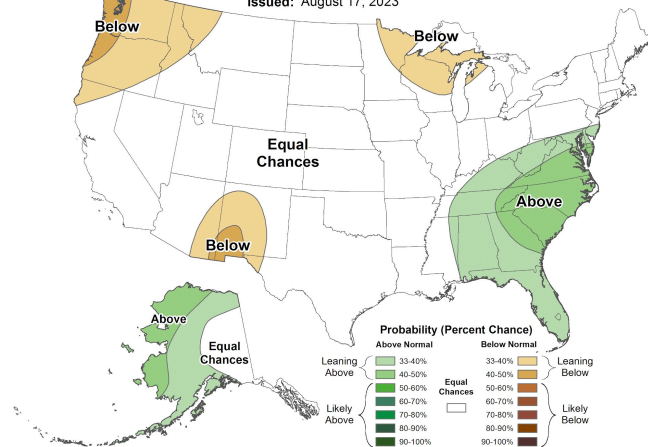 Issued: August 17, 2023
Below
Below
Equal
Chances
Above
Below
Above
Equal
Chances
Probability (Percent Chance)
Above Normal
Below Normal
Leaning
Above
33-40%
40-50%
Likely
Above
50-60%
60-70%
70-80%
80-90%
90-100%
Equal
Chances
33-40%
40-50%
Leaning
Below
50-60%
60-70%
70-80%
80-90%
90-100%
Likely
Below